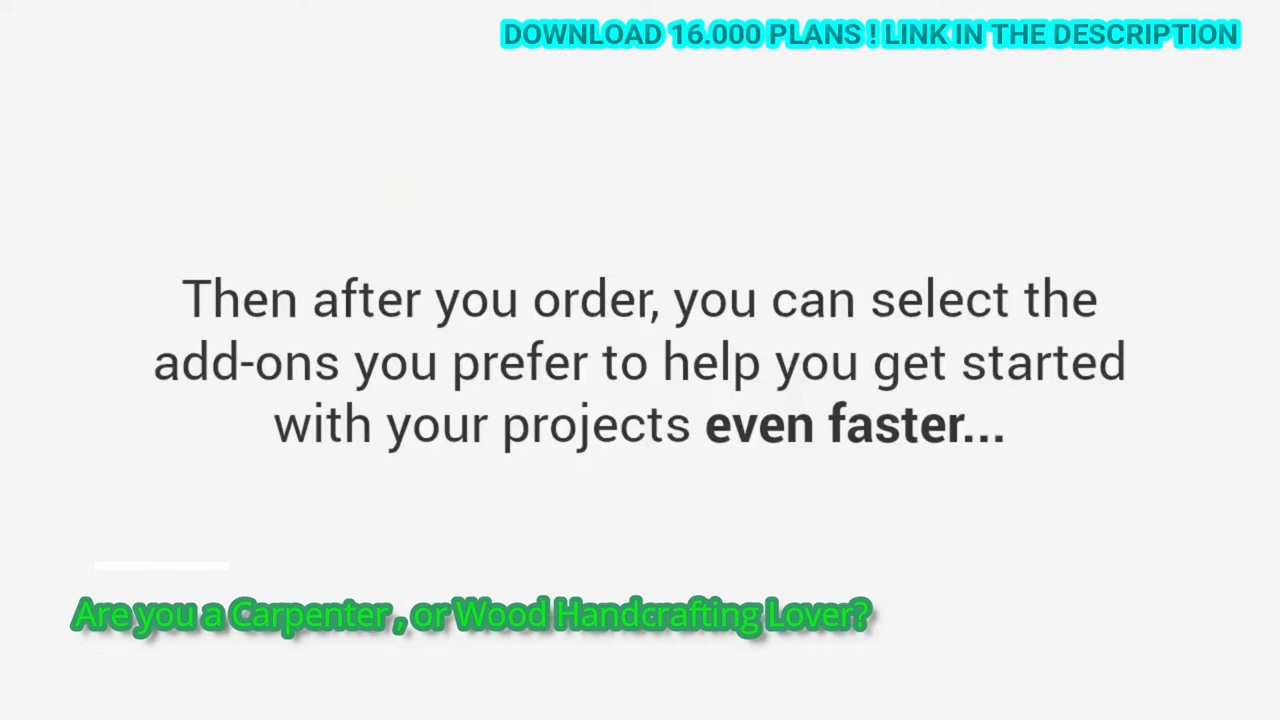 DOWNLOAD 16.000 PLANS ! LINK IN THE DESCRIPTION
Then after you order, you can select the
add-ons you prefer to help you get started
with your projects even faster...
Are you a Carpenter , or Wood Handcrafting Lover?